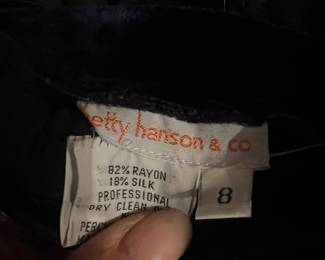 etty hanson & co
82% RAYON
18% SILK
PROFESSIONAL
DRY CLEAN
8